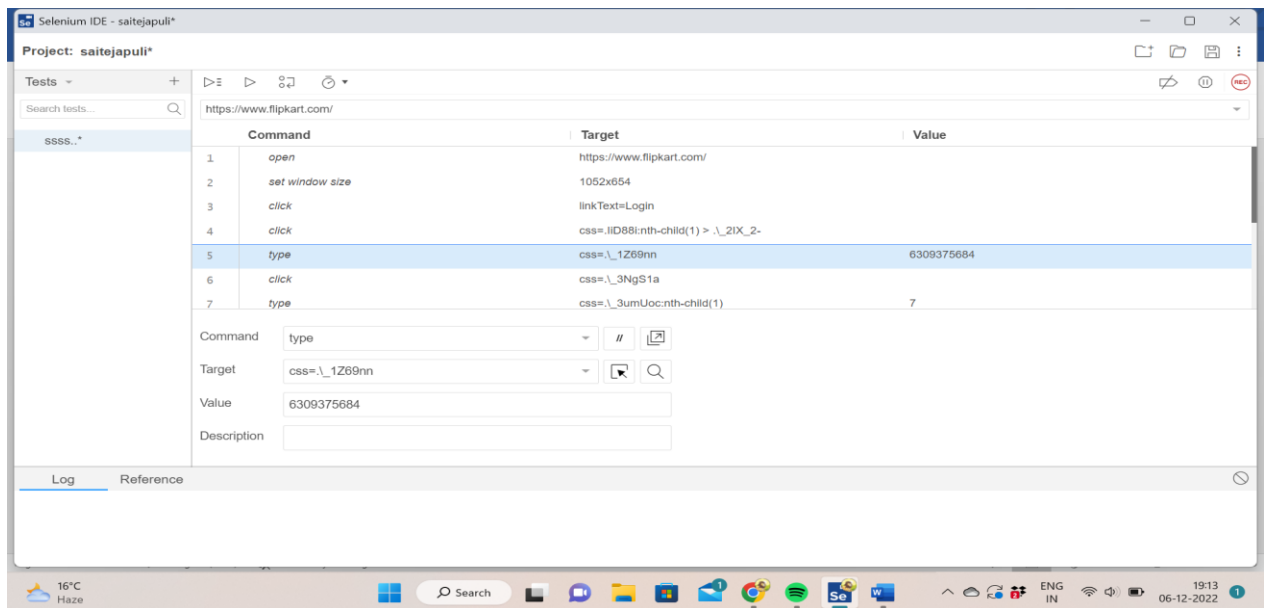 Selenium IDE - saitejapuli*
Project: saitejapuli*
Tests
REC
Search tests...
https://www.flipkart.com/
ssss..*
Command Target Value
1 open https://www.flipkart.com/
2 set window size 1052x654
3 click linkText=Login
4 click css=.IiD88i:nth-child(1) > .\_2IX_2-
5 type css=.\_1Z69nn 6309375684
6 click css=.\_3NgS1a
7 type css=.\_3umUoc:nth-child(1) 7
Command type //
Target css=.\_1Z69nn
Value 6309375684
Description
Log Reference
16°C
Haze
Search
Se
W
1
ENG
IN
19:13
06-12-2022
1